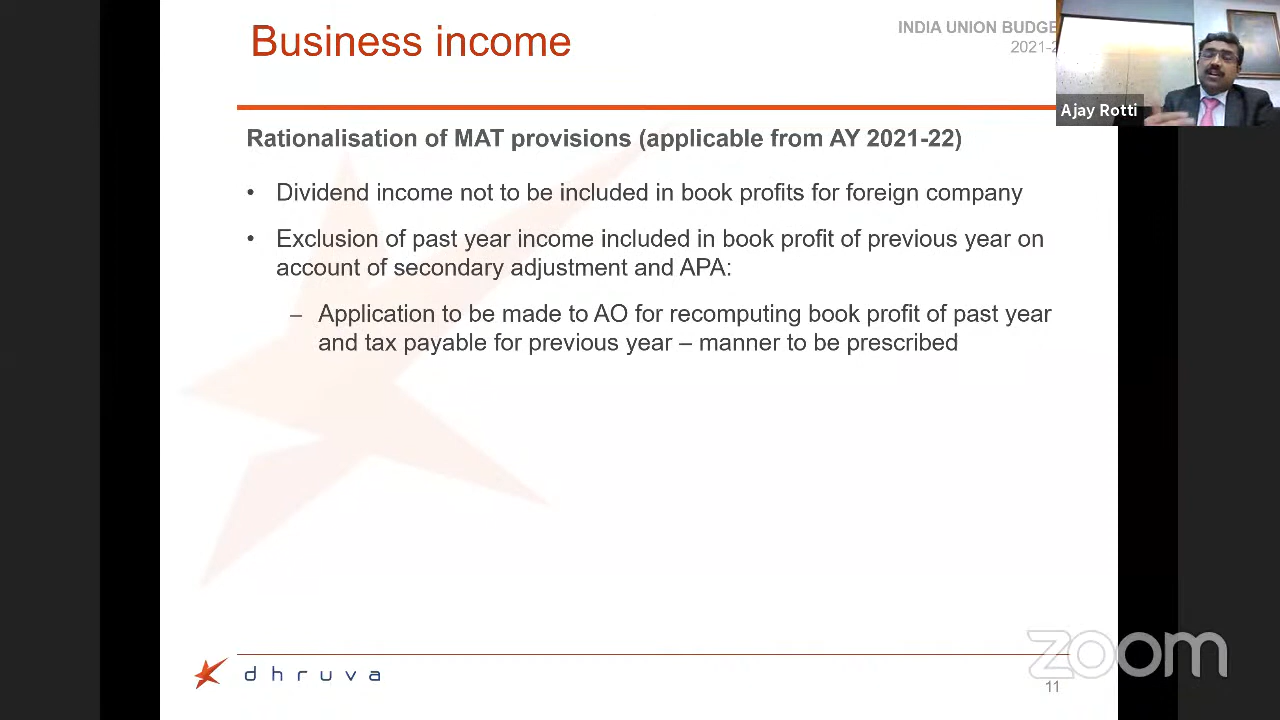 Business income
INDIA UNION BUDGE
2021-2
Ajay Rotti
Rationalisation of MAT provisions (applicable from AY 2021-22)
• Dividend income not to be included in book profits for foreign company
• Exclusion of past year income included in book profit of previous year on
account of secondary adjustment and APA:
– Application to be made to AO for recomputing book profit of past year
and tax payable for previous year – manner to be prescribed
dhruva
zoom
11